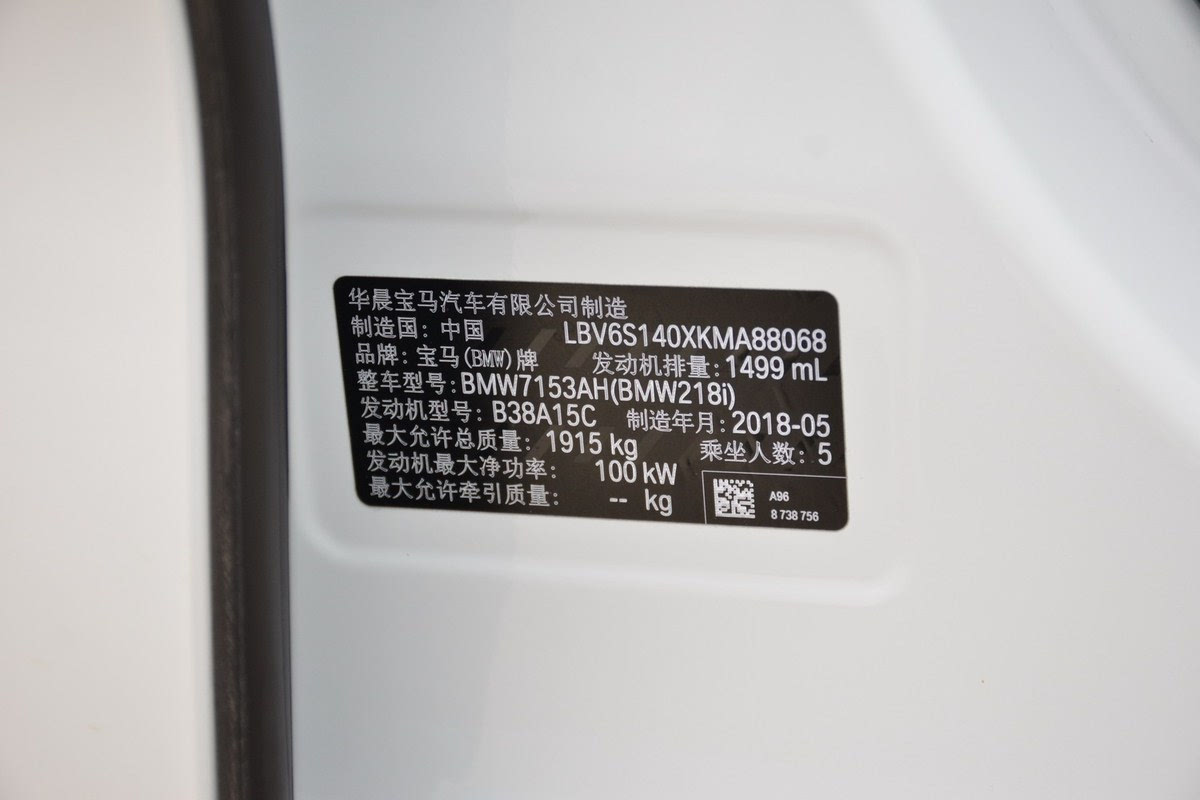 华晨宝马汽车有限公司制造
制造国：中国 LBV6S140XKMA88068
品牌：宝马(BMW)牌 发动机排量：1499 mL
整车型号：BMW7153AH(BMW218i)
发动机型号：B38A15C 制造年月：2018-05
最大允许总质量：1915 kg 乘坐人数：5
发动机最大净功率：100 kW
最大允许牵引质量：-- kg
A96
8 738 756